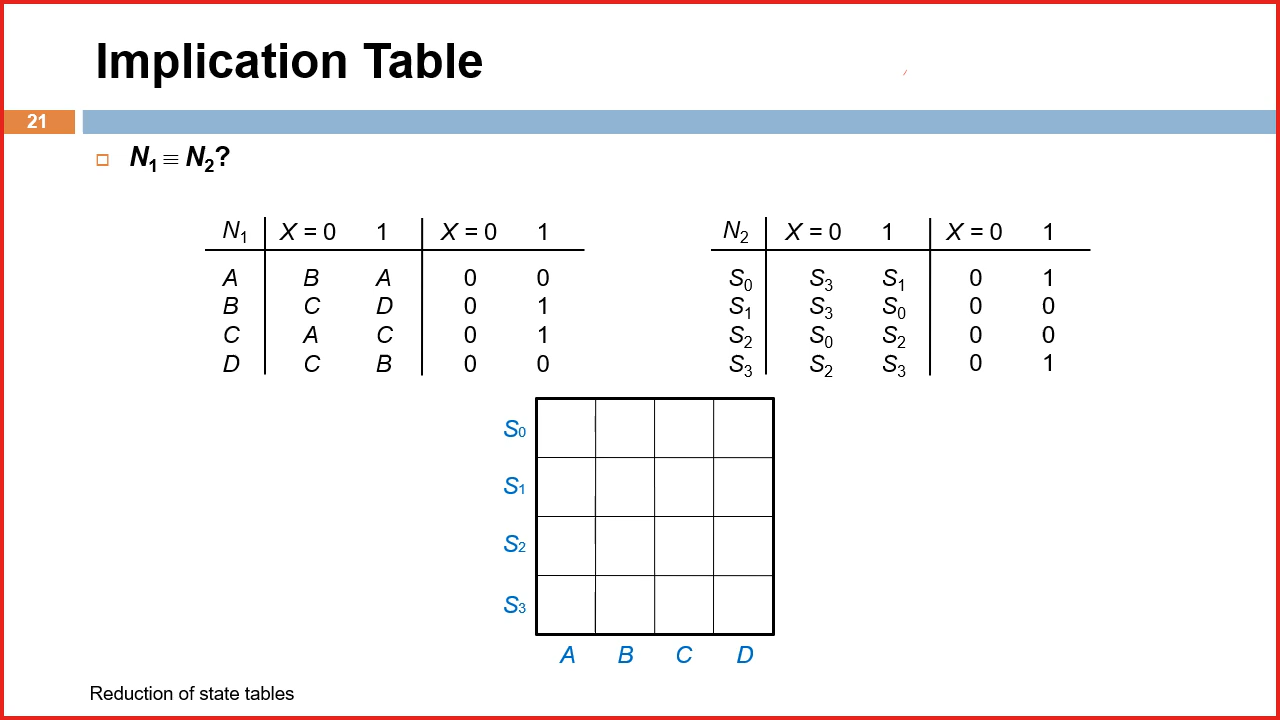 Implication Table
21
N1 ≡ N2?
N1 X = 0 1 X = 0 1
A B A 0 0
B C D 0 1
C A C 0 1
D C B 0 0
N2 X = 0 1 X = 0 1
S0 S3 S1 0 1
S1 S3 S0 0 0
S2 S0 S2 0 0
S3 S2 S3 0 1
S0
S1
S2
S3
A B C D
Reduction of state tables